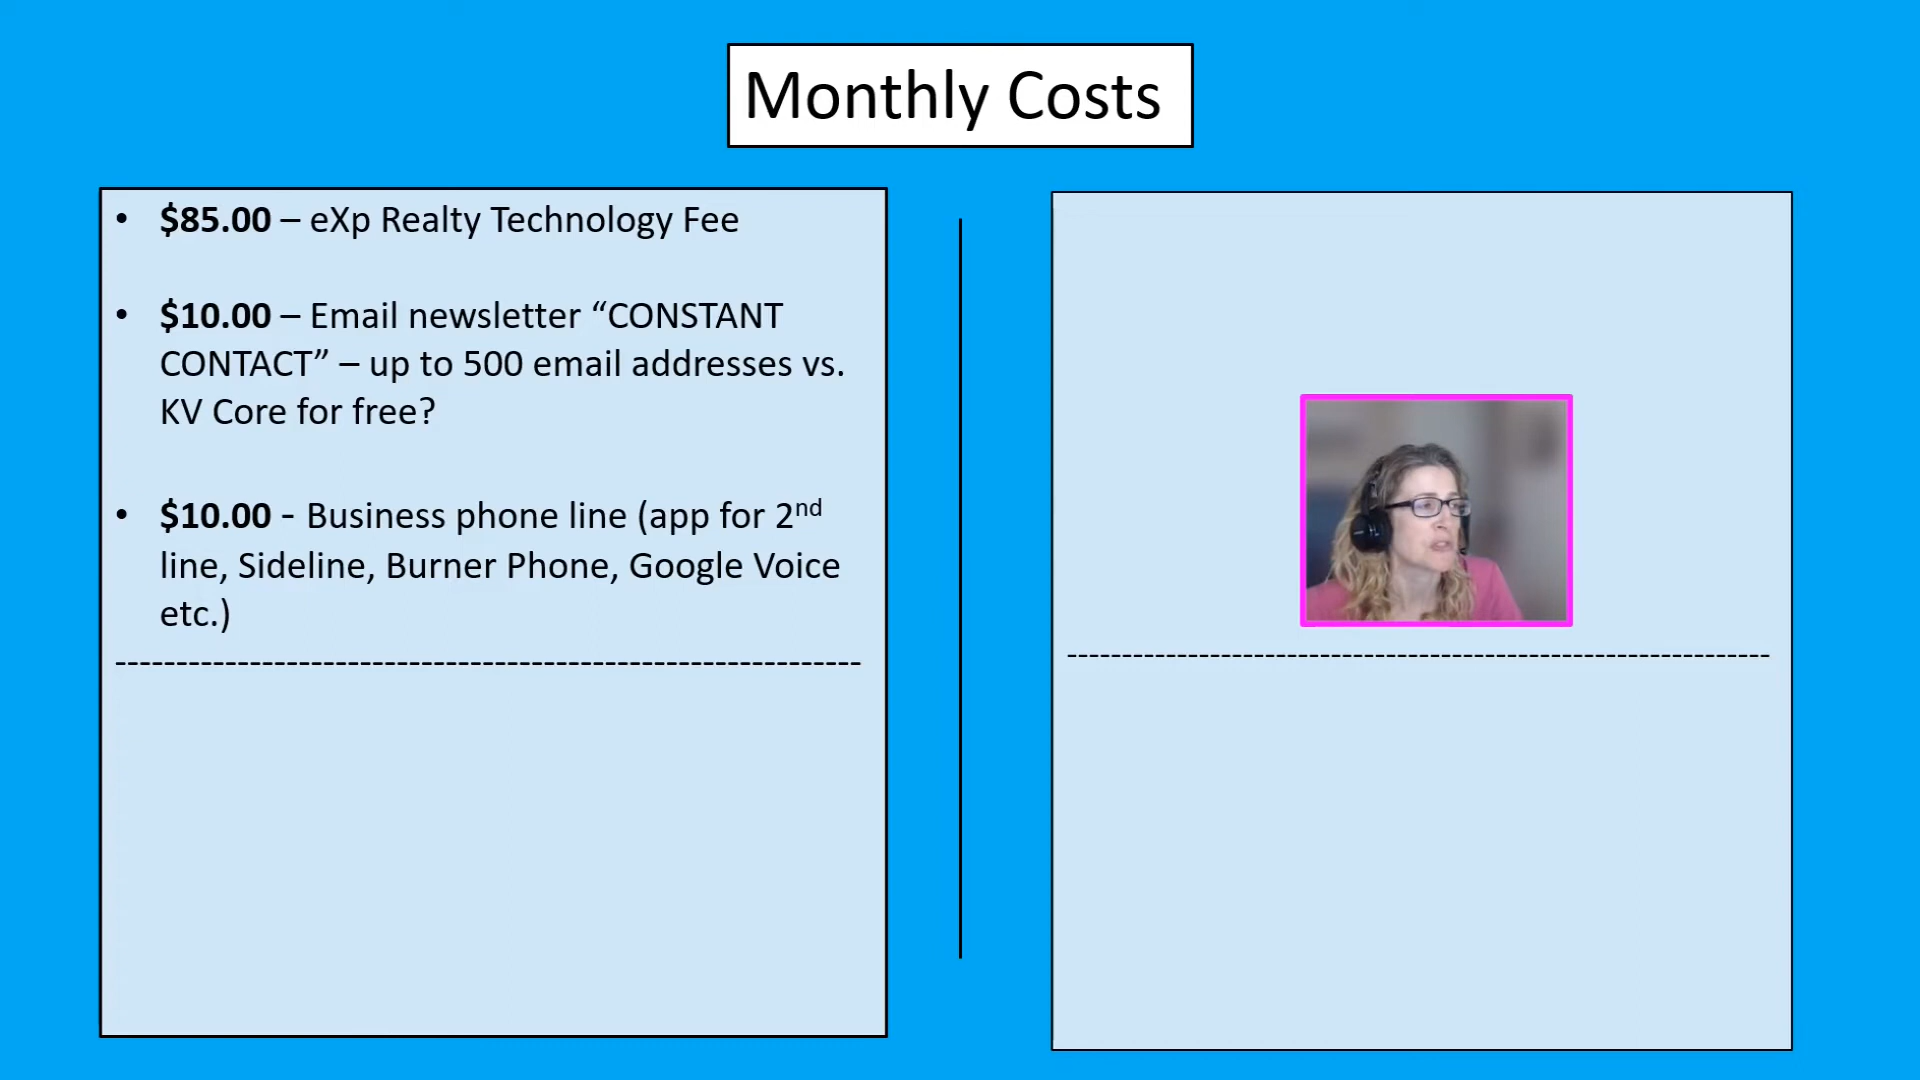 Monthly Costs
• $85.00 – eXp Realty Technology Fee
• $10.00 – Email newsletter “CONSTANT
CONTACT” – up to 500 email addresses vs.
KV Core for free?
• $10.00 - Business phone line (app for 2nd
line, Sideline, Burner Phone, Google Voice
etc.)
-------------------------------------------------------------
-------------------------------------------------------------